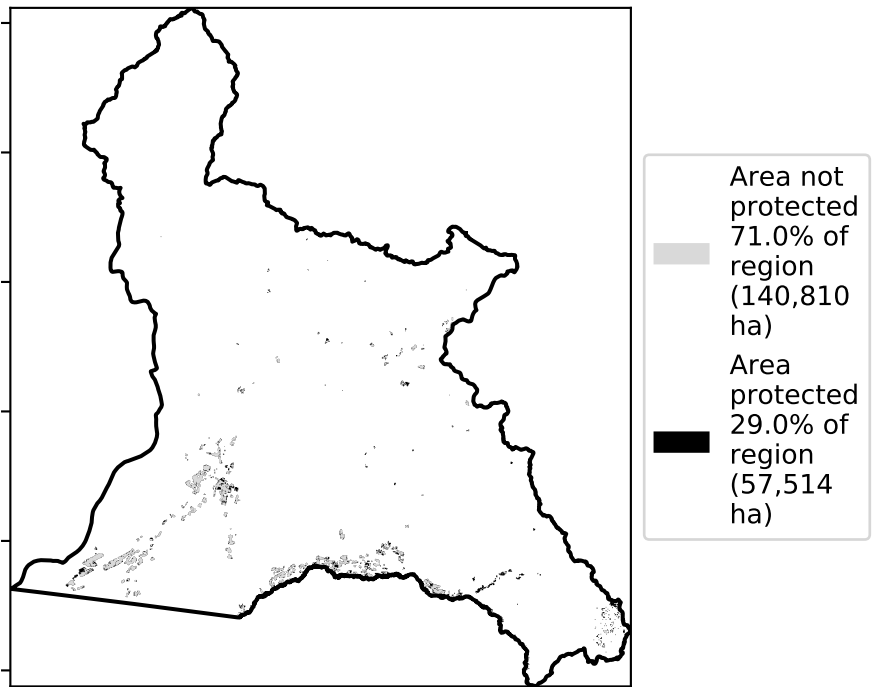 Area not
protected
71.0% of
region
(140,810
ha)
Area
protected
29.0% of
region
(57,514
ha)